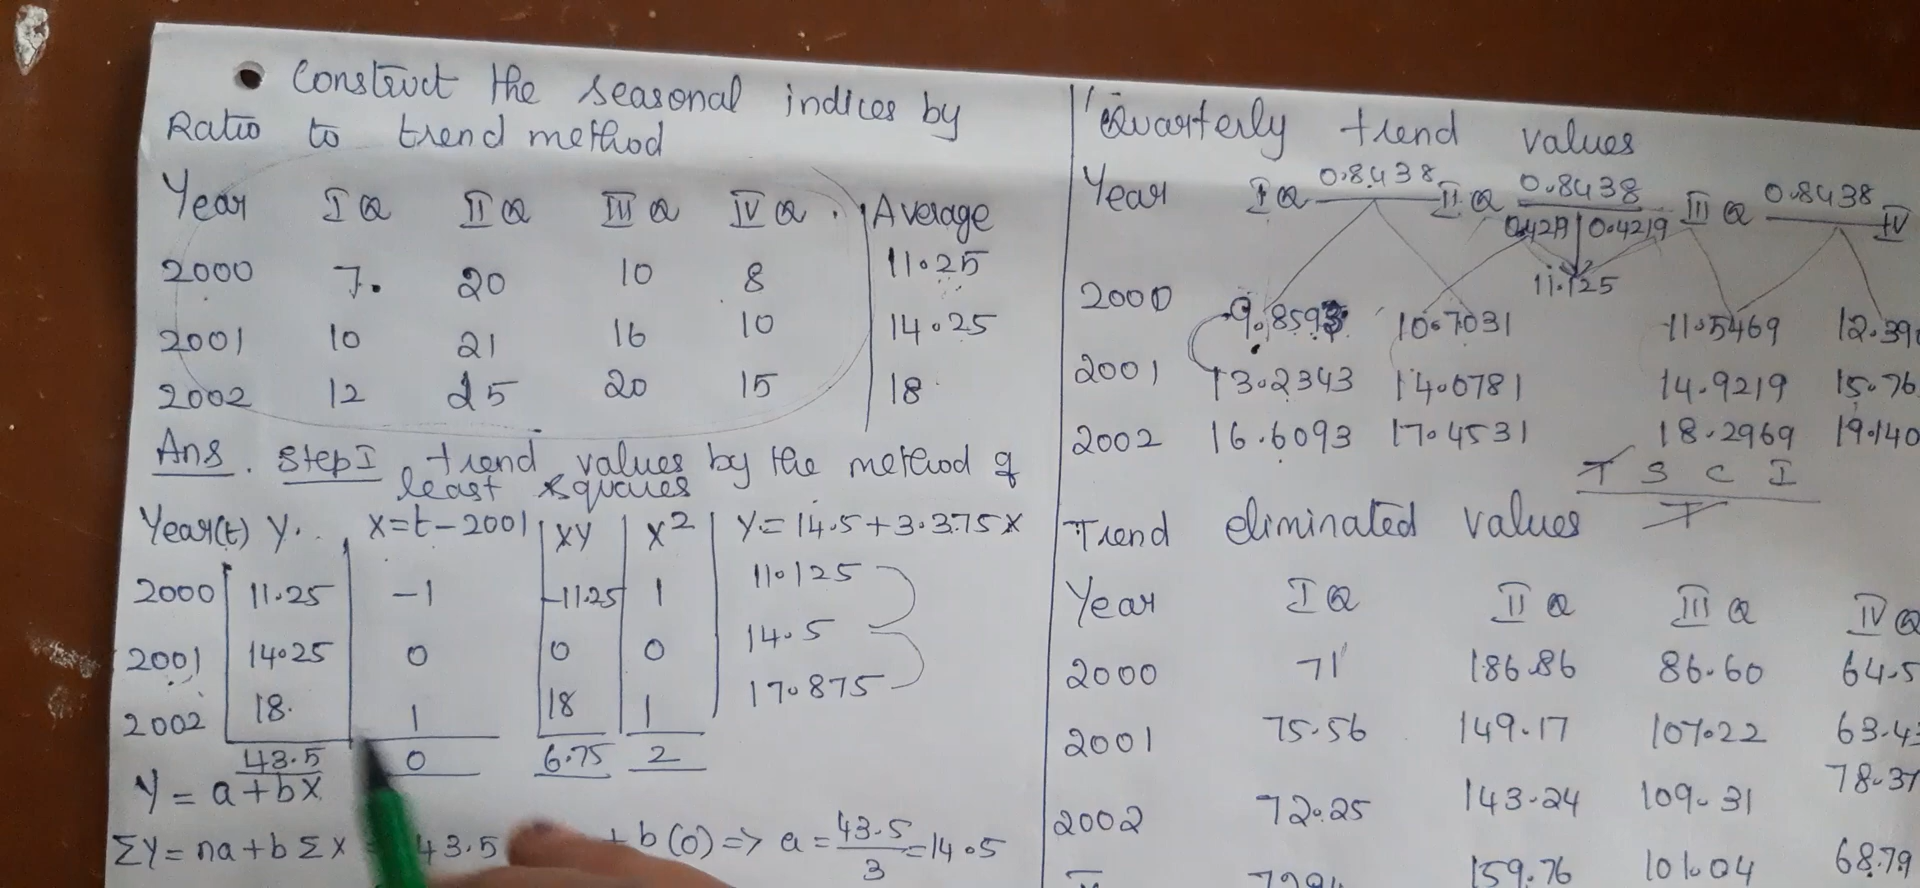 Construct the seasonal indices by
Ratio to trend method
Year I Q II Q III Q IV Q. Average
2000 7. 20 10 8 11.25
2001 10 21 16 10 14.25
2002 12 25 20 15 18
Ans. Step I trend values by the method of
least squares
Year(t) Y. X=t-2001 XY X² Y=14.5+3.375X
2000 11.25 -1 -11.25 1 11.125
2001 14.25 0 0 0 14.5
2002 18. 1 18 1 17.875
43.5 0 6.75 2
Y = a+bX
ΣY = na+bΣX 43.5 +b(0) => a = 43.5/3 = 14.5
Quarterly trend values
Year I Q 0.8438 II Q 0.8438 III Q 0.8438 IV
0.4219 | 0.4219
11.125
2000 9.8593 10.7031 11.5469 12.39
2001 13.2343 14.0781 14.9219 15.76
2002 16.6093 17.4531 18.2969 19.140
T S C I
T
Trend eliminated values
Year I Q II Q III Q IV Q
2000 71 186.86 86.60 64.5
2001 75.56 149.17 107.22 63.43
2002 72.25 143.24 109.31 78.37
159.76 101.04 68.79